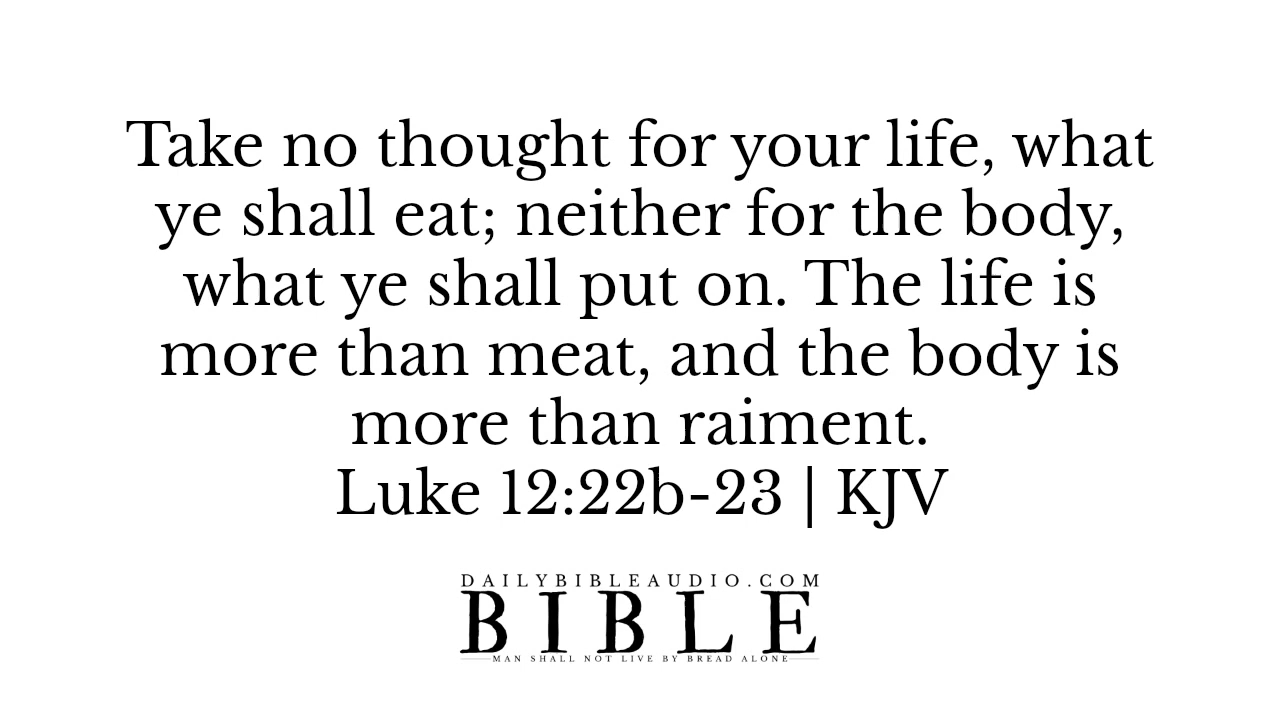 Take no thought for your life, what
ye shall eat; neither for the body,
what ye shall put on. The life is
more than meat, and the body is
more than raiment.
Luke 12:22b-23 | KJV
DAILYBIBLEAUDIO.COM
BIBLE
MAN SHALL NOT LIVE BY BREAD ALONE